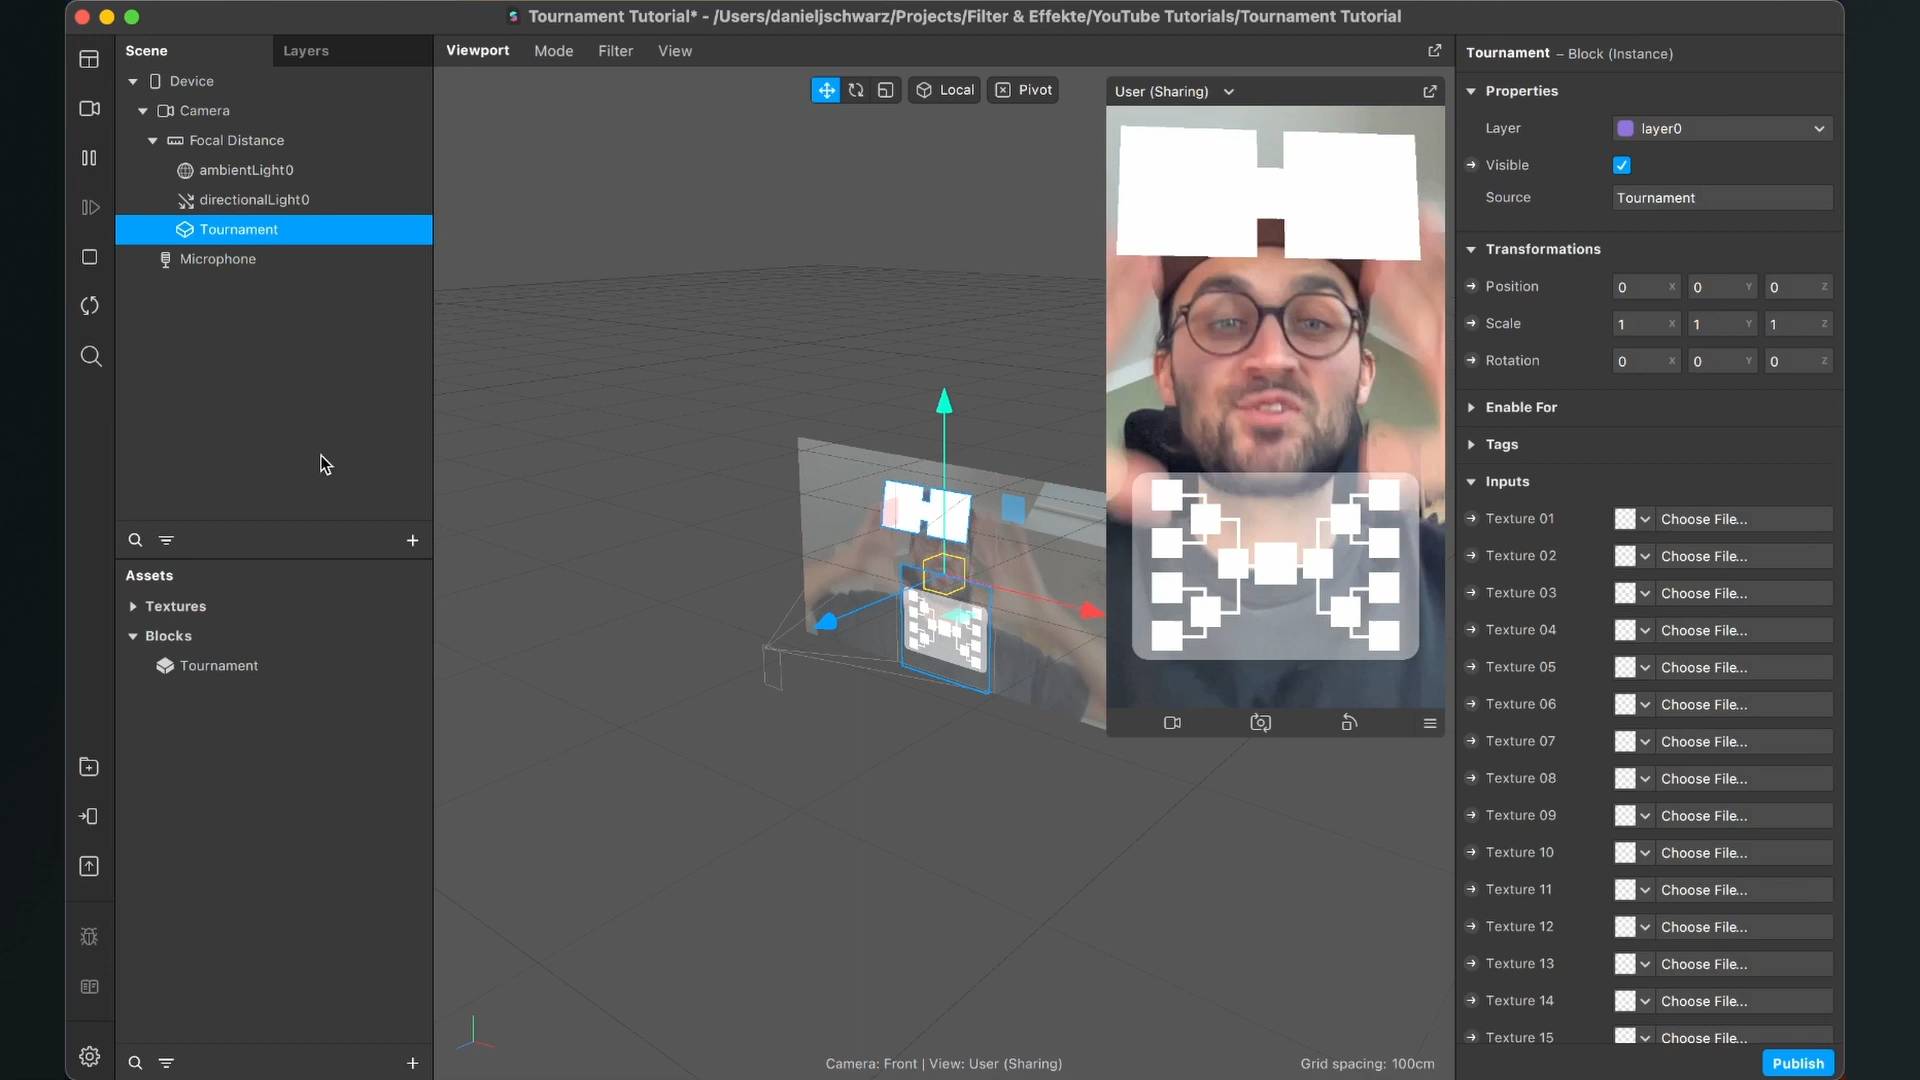 Tournament Tutorial* - /Users/danieljschwarz/Projects/Filter & Effekte/YouTube Tutorials/Tournament Tutorial
Scene
Layers
Device
Camera
Focal Distance
ambientLight0
directionalLight0
Tournament
Microphone
Assets
Textures
Blocks
Tournament
Viewport
Mode
Filter
View
Local
Pivot
User (Sharing)
Camera: Front | View: User (Sharing)
Grid spacing: 100cm
Tournament – Block (Instance)
Properties
Layer layer0
Visible
Source Tournament
Transformations
Position 0 X 0 Y 0 Z
Scale 1 X 1 Y 1 Z
Rotation 0 X 0 Y 0 Z
Enable For
Tags
Inputs
Texture 01 Choose File...
Texture 02 Choose File...
Texture 03 Choose File...
Texture 04 Choose File...
Texture 05 Choose File...
Texture 06 Choose File...
Texture 07 Choose File...
Texture 08 Choose File...
Texture 09 Choose File...
Texture 10 Choose File...
Texture 11 Choose File...
Texture 12 Choose File...
Texture 13 Choose File...
Texture 14 Choose File...
Texture 15 Choose File...
Publish